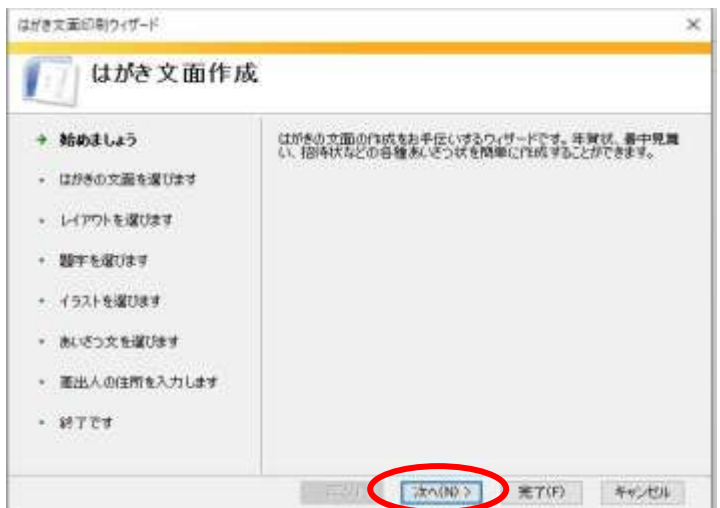 はがき文面印刷ウィザード
はがき文面作成
始めましょう
はがきの文面を選びます
レイアウトを選びます
題字を選びます
イラストを選びます
あいさつ文を選びます
差出人の住所を入力します
終了です
はがきの文面の作成をお手伝いするウィザードです。年賀状、暑中見舞
い、招待状などの各種あいさつ状を簡単に作成することができます。
次へ(N) >
完了(F)
キャンセル